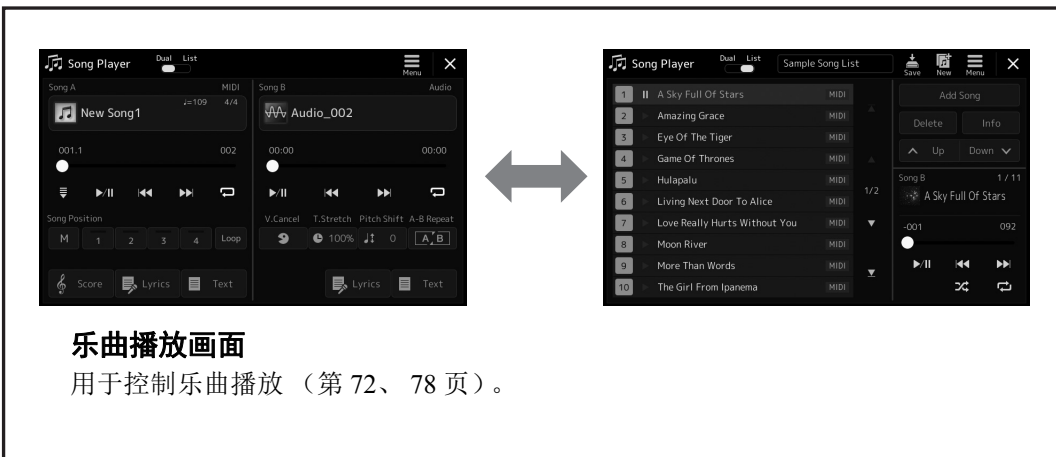 Song Player Dual List Menu
Song A MIDI
♩=109 4/4
New Song1
001.1 002
Song Position
M 1 2 3 4 Loop
Score Lyrics Text
Song B Audio
Audio_002
00:00 00:00
V.Cancel T.Stretch Pitch Shift A-B Repeat
100% 0 A B
Lyrics Text
Song Player Dual List Sample Song List Save New Menu
1 A Sky Full Of Stars MIDI
2 Amazing Grace MIDI
3 Eye Of The Tiger MIDI
4 Game Of Thrones MIDI
5 Hulapalu MIDI
6 Living Next Door To Alice MIDI
7 Love Really Hurts Without You MIDI
8 Moon River MIDI
9 More Than Words MIDI
10 The Girl From Ipanema MIDI
1/2
Add Song
Delete Info
Up Down
Song B 1 / 11
A Sky Full Of Stars
-001 092
乐曲播放画面
用于控制乐曲播放 （第 72、 78 页）。